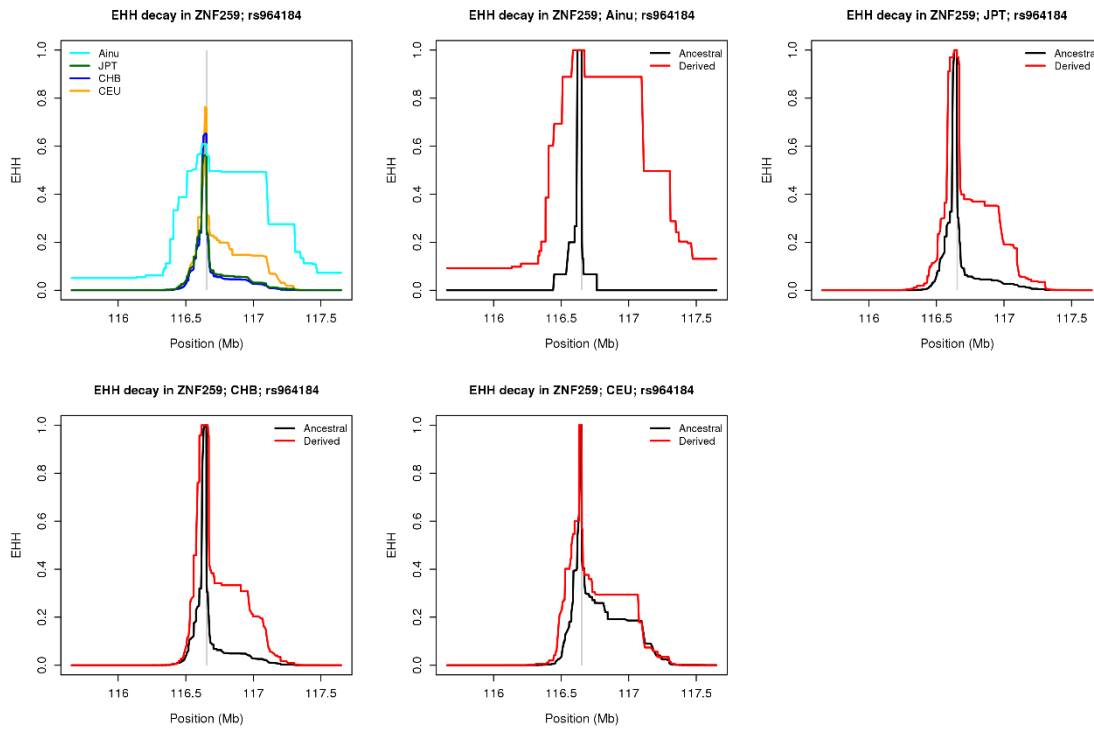 EHH decay in ZNF259; rs964184
Ainu
JPT
CHB
CEU
EHH
0.0 0.2 0.4 0.6 0.8 1.0
116 116.5 117 117.5
Position (Mb)
EHH decay in ZNF259; Ainu; rs964184
Ancestral
Derived
EHH
0.0 0.2 0.4 0.6 0.8 1.0
116 116.5 117 117.5
Position (Mb)
EHH decay in ZNF259; JPT; rs964184
Ancestral
Derived
EHH
0.0 0.2 0.4 0.6 0.8 1.0
116 116.5 117 117.5
Position (Mb)
EHH decay in ZNF259; CHB; rs964184
Ancestral
Derived
EHH
0.0 0.2 0.4 0.6 0.8 1.0
116 116.5 117 117.5
Position (Mb)
EHH decay in ZNF259; CEU; rs964184
Ancestral
Derived
EHH
0.0 0.2 0.4 0.6 0.8 1.0
116 116.5 117 117.5
Position (Mb)